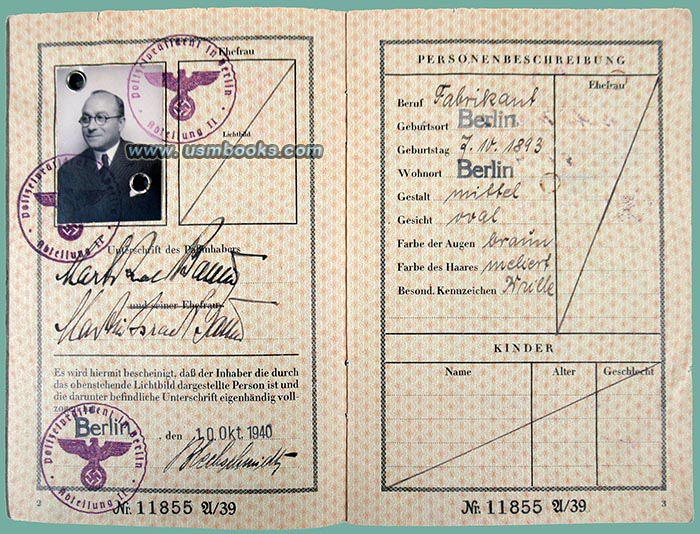 Polizeipräsident in Berlin
Abteilung II
Ehefrau
Lichtbild
www.usmbooks.com
Polizeipräsident in Berlin
Abteilung II
Unterschrift des Paßinhabers
und seiner Ehefrau
Israel
Es wird hiermit bescheinigt, daß der Inhaber die durch
das obenstehende Lichtbild dargestellte Person ist und
die darunter befindliche Unterschrift eigenhändig voll-
zogen
Berlin, den 10. Okt. 1940
Polizeipräsident in Berlin
Abteilung II
2
Nr. 11855 A/39
PERSONENBESCHREIBUNG
Ehefrau
Beruf Fabrikant
Geburtsort Berlin
Geburtstag 7.IV.1893
Wohnort Berlin
Gestalt mittel
Gesicht oval
Farbe der Augen braun
Farbe des Haares meliert
Besond. Kennzeichen Brille
KINDER
Name Alter Geschlecht
Nr. 11855 A/39
3